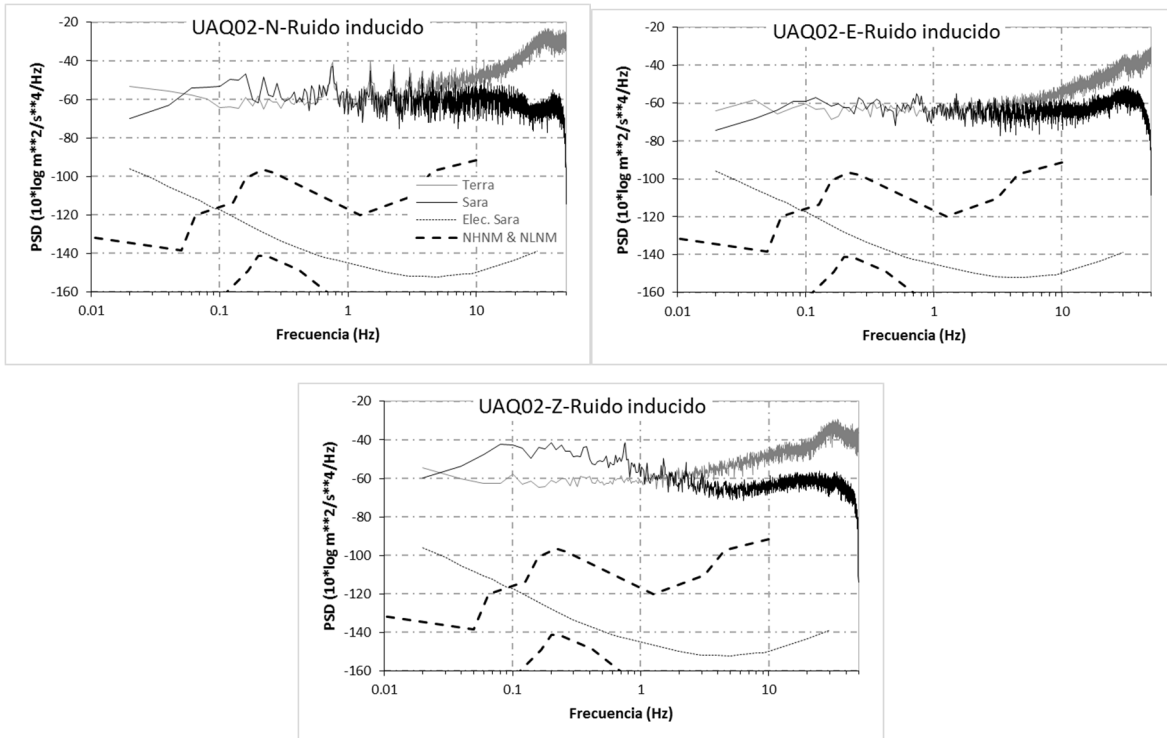 UAQ02-N-Ruido inducido
PSD (10*log m**2/s**4/Hz)
-20
-40
-60
-80
-100
-120
-140
-160
Terra
Sara
Elec. Sara
NHNM & NLNM
0.01 0.1 1 10
Frecuencia (Hz)
UAQ02-E-Ruido inducido
PSD (10*log m**2/s**4/Hz)
-20
-40
-60
-80
-100
-120
-140
-160
0.01 0.1 1 10
Frecuencia (Hz)
UAQ02-Z-Ruido inducido
PSD (10*log m**2/s**4/Hz)
-20
-40
-60
-80
-100
-120
-140
-160
0.01 0.1 1 10
Frecuencia (Hz)